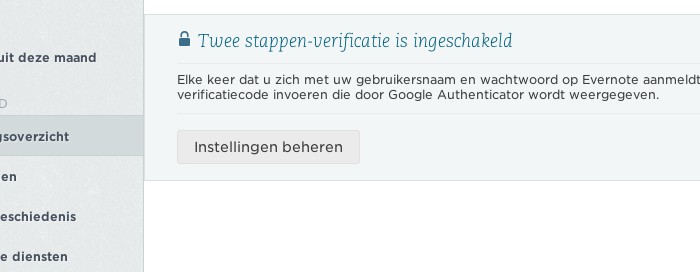 Twee stappen-verificatie is ingeschakeld
uit deze maand
Elke keer dat u zich met uw gebruikersnaam en wachtwoord op Evernote aanmeldt
verificatiecode invoeren die door Google Authenticator wordt weergegeven.
D
gsoverzicht
Instellingen beheren
en
eschiedenis
e diensten